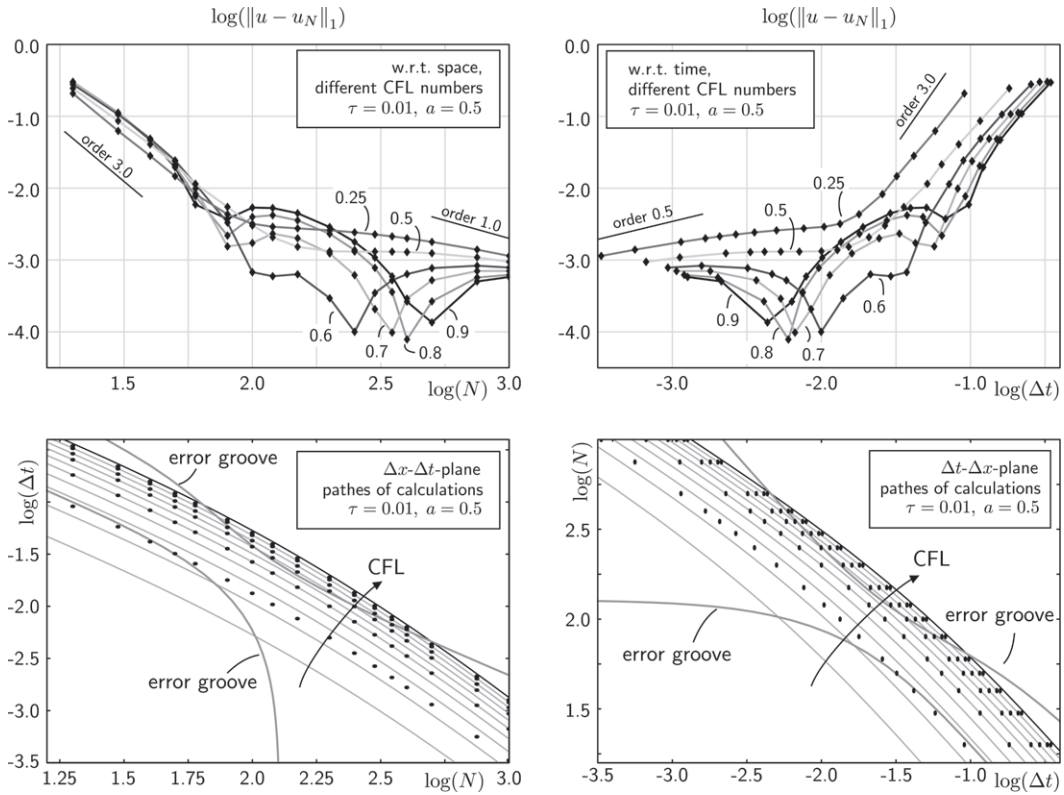 log(‖u − u_N‖₁)
0.0
-1.0
-2.0
-3.0
-4.0
w.r.t. space,
different CFL numbers
τ = 0.01, a = 0.5
order 3.0
0.25
0.5
order 1.0
0.6
0.7
0.8
0.9
1.5
2.0
2.5
3.0
log(N)
log(‖u − u_N‖₁)
0.0
-1.0
-2.0
-3.0
-4.0
w.r.t. time,
different CFL numbers
τ = 0.01, a = 0.5
order 3.0
order 0.5
0.25
0.5
0.6
0.9
0.8
0.7
-3.0
-2.0
-1.0
log(Δt)
log(Δt)
-0.5
-1.5
-2.5
-3.5
error groove
Δx-Δt-plane
pathes of calculations
τ = 0.01, a = 0.5
CFL
error groove
1.25
1.5
1.75
2.0
2.25
2.5
2.75
3.0
log(N)
log(N)
2.5
2.0
1.5
Δt-Δx-plane
pathes of calculations
τ = 0.01, a = 0.5
CFL
error groove
error groove
-3.5
-3.0
-2.5
-2.0
-1.5
-1.0
log(Δt)